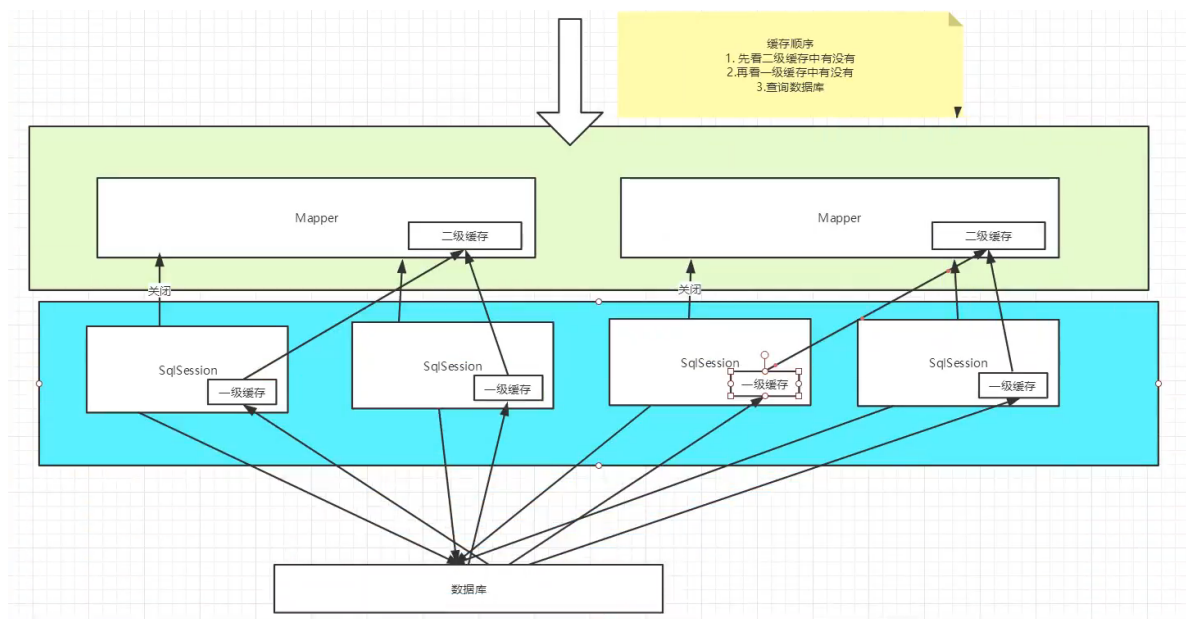 缓存顺序
1. 先看二级缓存中有没有
2.再看一级缓存中有没有
3.查询数据库
Mapper
二级缓存
Mapper
二级缓存
关闭
关闭
SqlSession
一级缓存
SqlSession
一级缓存
SqlSession
一级缓存
SqlSession
一级缓存
数据库